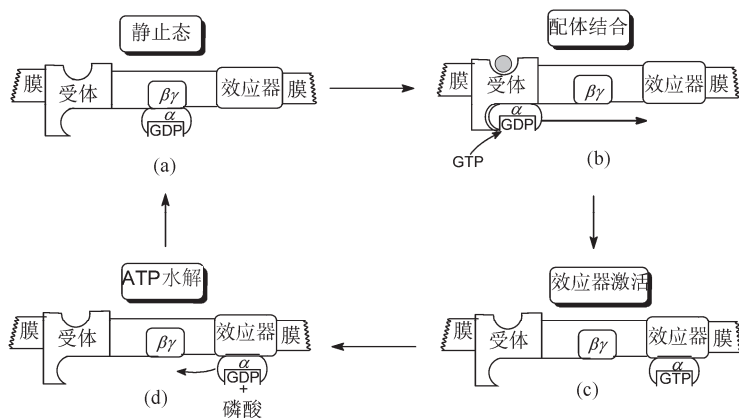 静止态
膜
受体
βγ
效应器
膜
α
GDP
(a)
配体结合
膜
受体
βγ
效应器
膜
α
GDP
GTP
(b)
ATP水解
膜
受体
βγ
效应器
膜
α
GDP
+
磷酸
(d)
效应器激活
膜
受体
βγ
效应器
膜
α
GTP
(c)